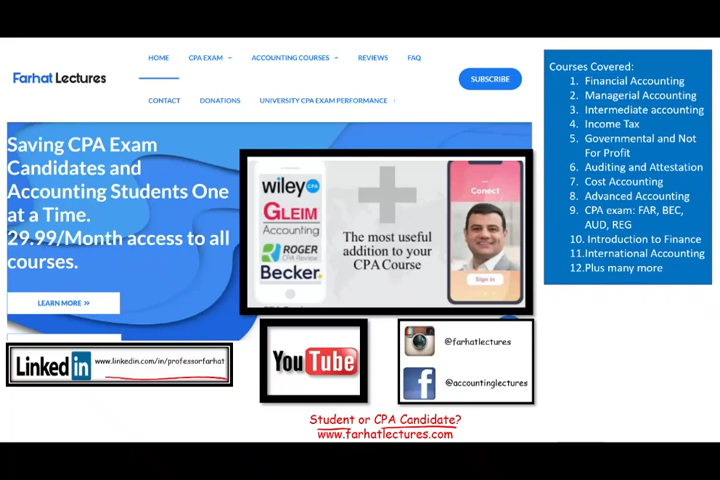 HOME
CPA EXAM
ACCOUNTING COURSES
REVIEWS
FAQ
Farhat Lectures
SUBSCRIBE
CONTACT
DONATIONS
UNIVERSITY CPA EXAM PERFORMANCE
Saving CPA Exam
Candidates and
Accounting Students One
at a Time.
29.99/Month access to all
courses.
LEARN MORE »
wiley CPA
GLEIM
Accounting
ROGER
CPA Review
Becker.
The most useful
addition to your
CPA Course
Conect
Sign in
Courses Covered:
1. Financial Accounting
2. Managerial Accounting
3. Intermediate accounting
4. Income Tax
5. Governmental and Not
For Profit
6. Auditing and Attestation
7. Cost Accounting
8. Advanced Accounting
9. CPA exam: FAR, BEC,
AUD, REG
10. Introduction to Finance
11.International Accounting
12.Plus many more
Linked in
www.linkedin.com/in/professorfarhat
YouTube
@farhatlectures
@accountinglectures
Student or CPA Candidate?
www.farhatlectures.com